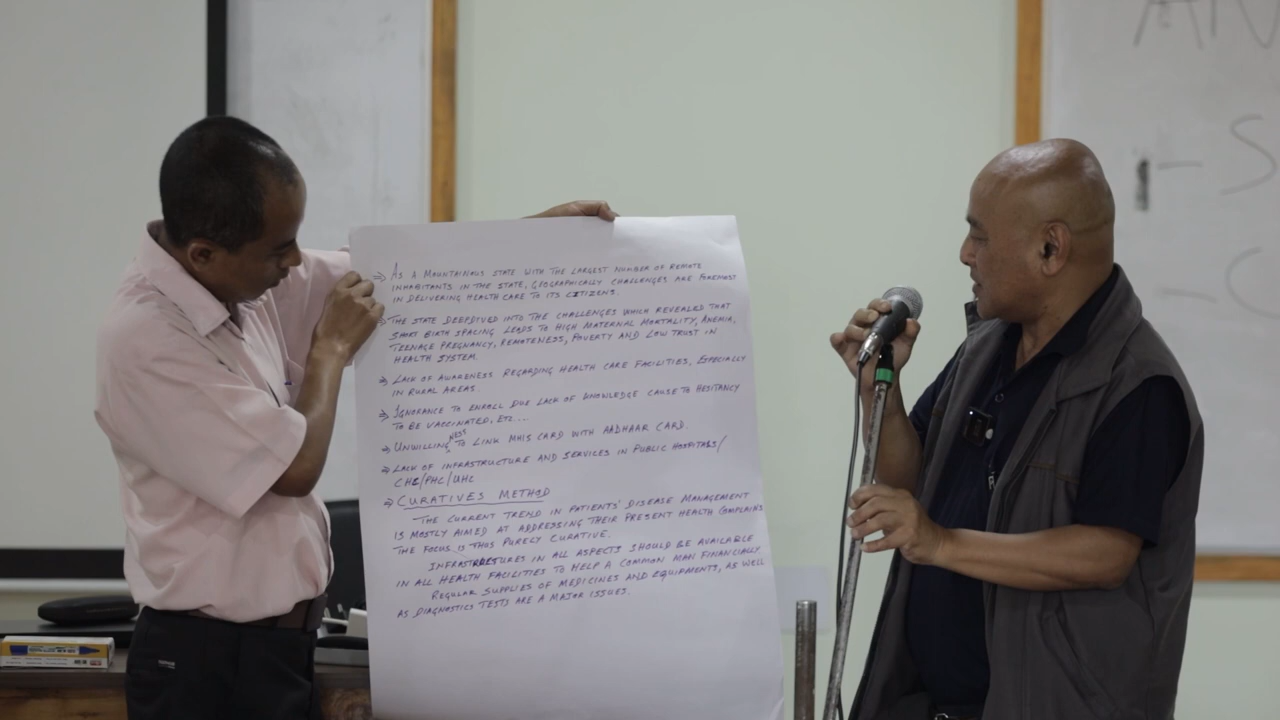 ⇒ AS A MOUNTAINOUS STATE WITH THE LARGEST NUMBER OF REMOTE
INHABITANTS IN THE STATE, GEOGRAPHICALLY CHALLENGES ARE FOREMOST
IN DELIVERING HEALTH CARE TO ITS CITIZENS.
⇒ THE STATE DEEPDIVED INTO THE CHALLENGES WHICH REVEALED THAT
SHORT BIRTH SPACING LEADS TO HIGH MATERNAL MORTALITY, ANEMIA,
TEENAGE PREGNANCY, REMOTENESS, POVERTY AND LOW TRUST IN
HEALTH SYSTEM.
⇒ LACK OF AWARENESS REGARDING HEALTH CARE FACILITIES, ESPECIALLY
IN RURAL AREAS
⇒ IGNORANCE TO ENROLL DUE LACK OF KNOWLEDGE CAUSE TO HESITANCY
TO BE VACCINATED, ETC...
⇒ UNWILLINGNESS TO LINK MHIS CARD WITH AADHAAR CARD.
⇒ LACK OF INFRASTRUCTURE AND SERVICES IN PUBLIC HOSPITALS/
CHC/PHC/UHC
⇒ CURATIVES METHOD
THE CURRENT TREND IN PATIENTS' DISEASE MANAGEMENT
IS MOSTLY AIMED AT ADDRESSING THEIR PRESENT HEALTH COMPLAINS
THE FOCUS IS THUS PURELY CURATIVE.
IN ALL ASPECTS SHOULD BE AVAILABLE
IN ALL HEALTH FACILITIES TO HELP A COMMON MAN FINANCIALLY.
REGULAR SUPPLIES OF MEDICINES AND EQUIPMENTS, AS WELL
AS DIAGNOSTICS TESTS ARE A MAJOR ISSUES.
AN
- S
- C